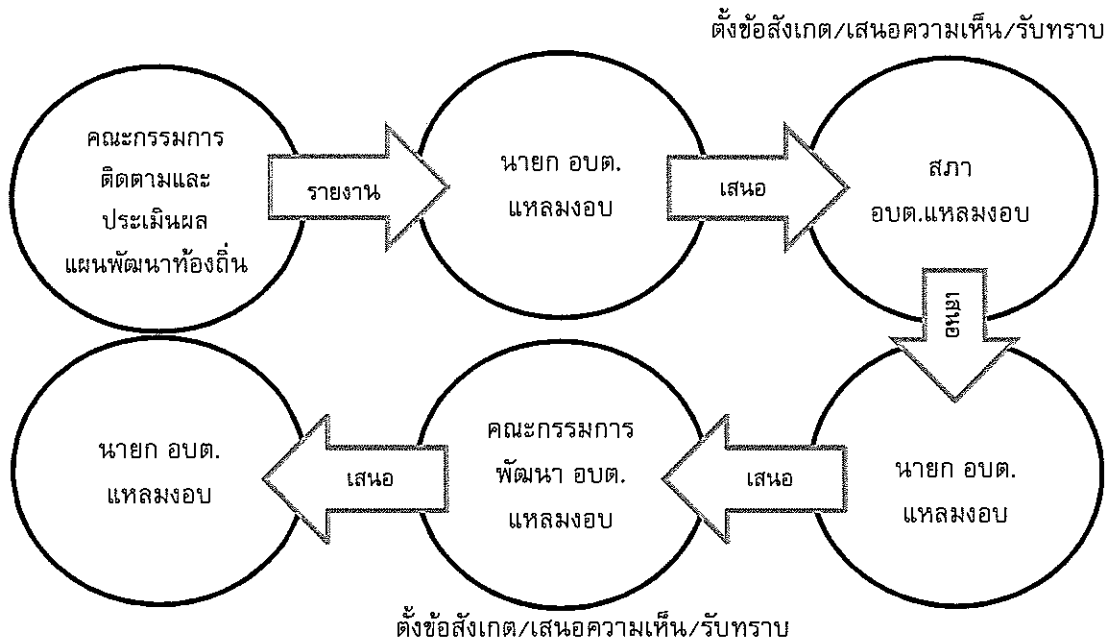 ตั้งข้อสังเกต/เสนอความเห็น/รับทราบ
คณะกรรมการ
ติดตามและ
ประเมินผล
แผนพัฒนาท้องถิ่น
รายงาน
นายก อบต.
แหลมงอบ
เสนอ
สภา
อบต.แหลมงอบ
เสนอ
นายก อบต.
แหลมงอบ
เสนอ
คณะกรรมการ
พัฒนา อบต.
แหลมงอบ
เสนอ
นายก อบต.
แหลมงอบ
ตั้งข้อสังเกต/เสนอความเห็น/รับทราบ